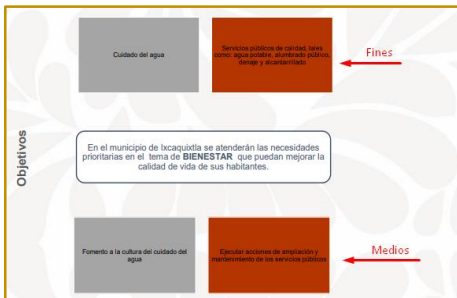 Objetivos
Cuidado del agua
Servicios públicos de calidad, tales
como: agua potable, alumbrado público,
denaje y alcantarillado.
Fines
En el municipio de Ixcaquixtla se atenderán las necesidades
prioritarias en el tema de BIENESTAR que puedan mejorar la
calidad de vida de sus habitantes.
Fomento a la cultura del cuidado del
agua
Ejecutar acciones de ampliación y
mantenimiento de los servicios públicos
Medios